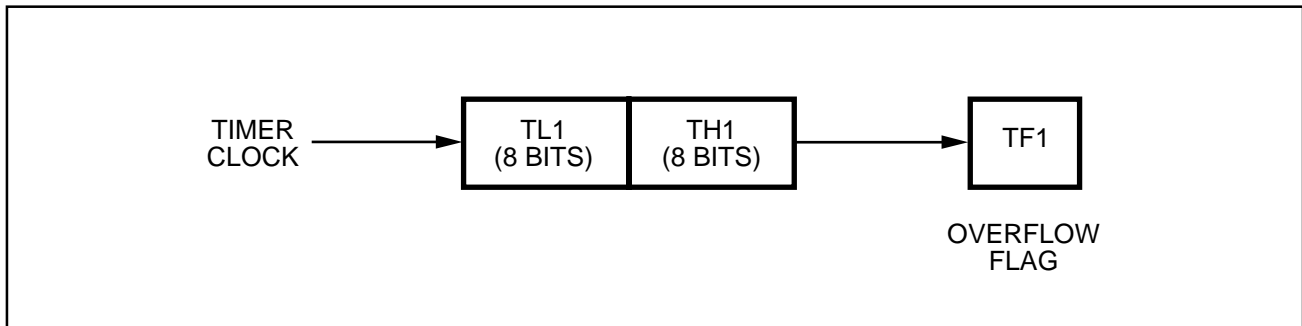 TIMER
CLOCK
TL1
(8 BITS)
TH1
(8 BITS)
TF1
OVERFLOW
FLAG